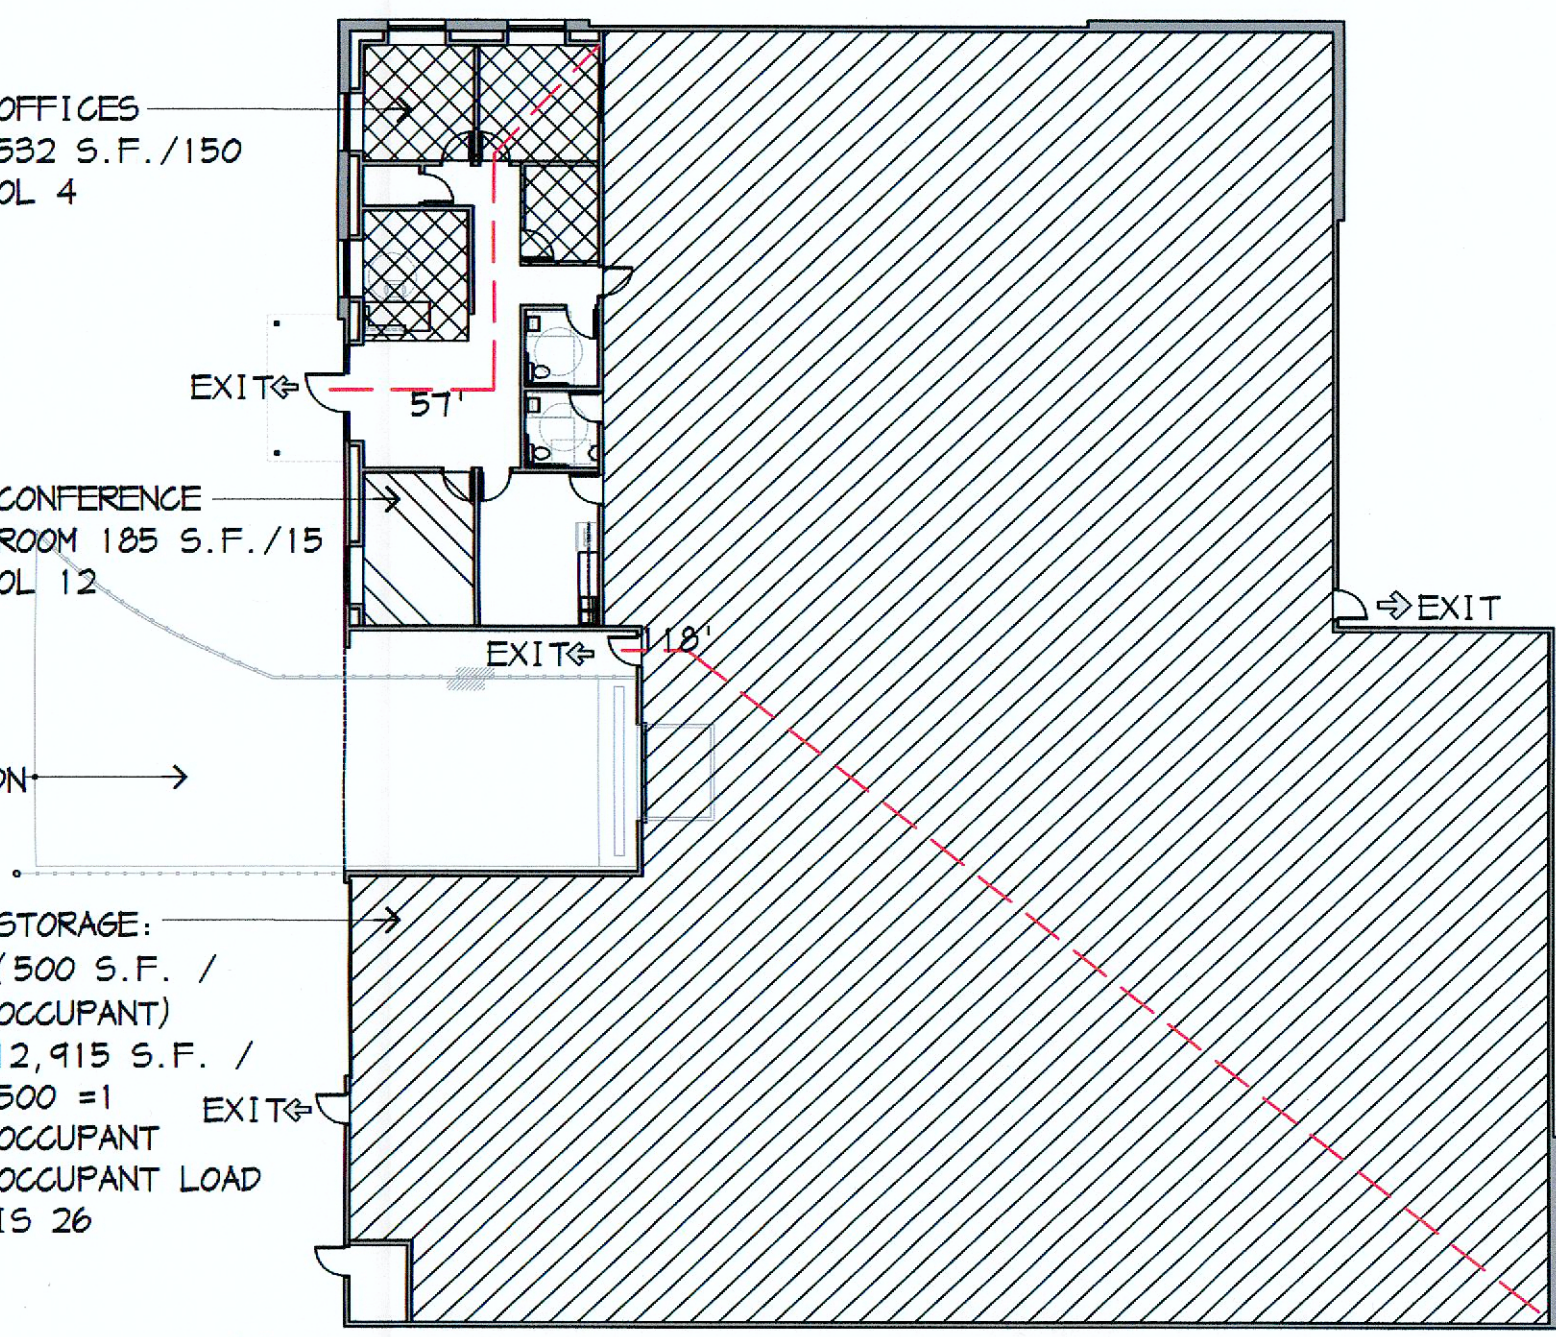 OFFICES
532 S.F./150
OL 4
EXIT
57'
CONFERENCE
ROOM 185 S.F./15
OL 12
EXIT
EXIT
18'
ON
STORAGE:
(500 S.F. /
OCCUPANT)
12,915 S.F. /
500 =1
OCCUPANT
OCCUPANT LOAD
IS 26
EXIT